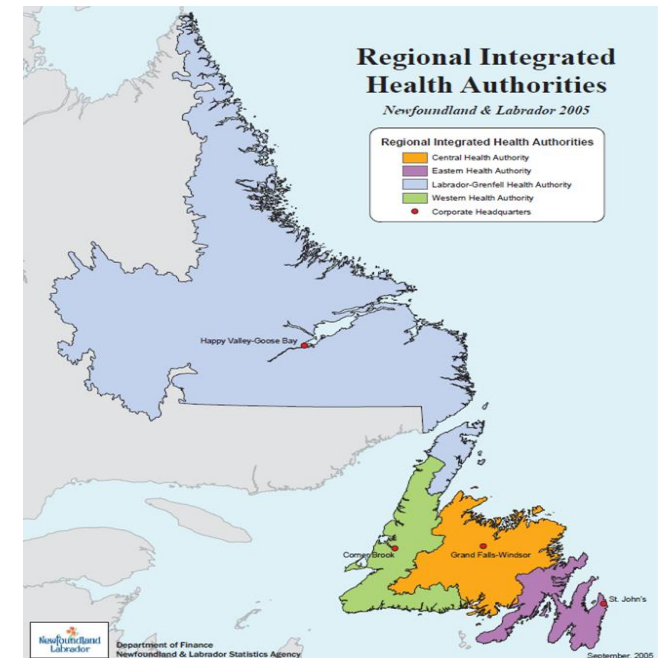 Regional Integrated
Health Authorities
Newfoundland & Labrador 2005
Regional Integrated Health Authorities
Central Health Authority
Eastern Health Authority
Labrador-Grenfell Health Authority
Western Health Authority
Corporate Headquarters
Happy Valley-Goose Bay
Corner Brook
Grand Falls-Windsor
St. John's
Newfoundland
Labrador
Department of Finance
Newfoundland & Labrador Statistics Agency
September, 2005